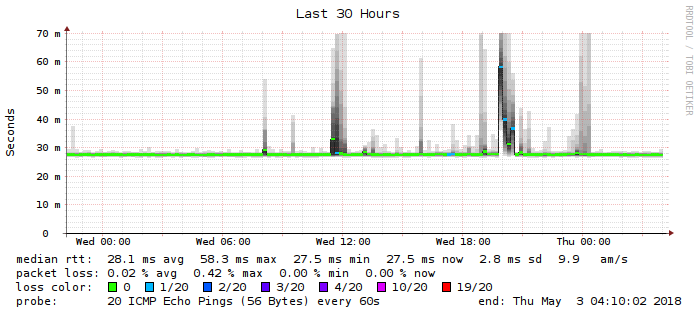 Last 30 Hours
RRDTOOL / TOBI OETIKER
Seconds
70 m
60 m
50 m
40 m
30 m
20 m
10 m
0 m
Wed 00:00 Wed 06:00 Wed 12:00 Wed 18:00 Thu 00:00
median rtt: 28.1 ms avg 58.3 ms max 27.5 ms min 27.5 ms now 2.8 ms sd 9.9 am/s
packet loss: 0.02 % avg 0.42 % max 0.00 % min 0.00 % now
loss color: 0 1/20 2/20 3/20 4/20 10/20 19/20
probe: 20 ICMP Echo Pings (56 Bytes) every 60s end: Thu May 3 04:10:02 2018